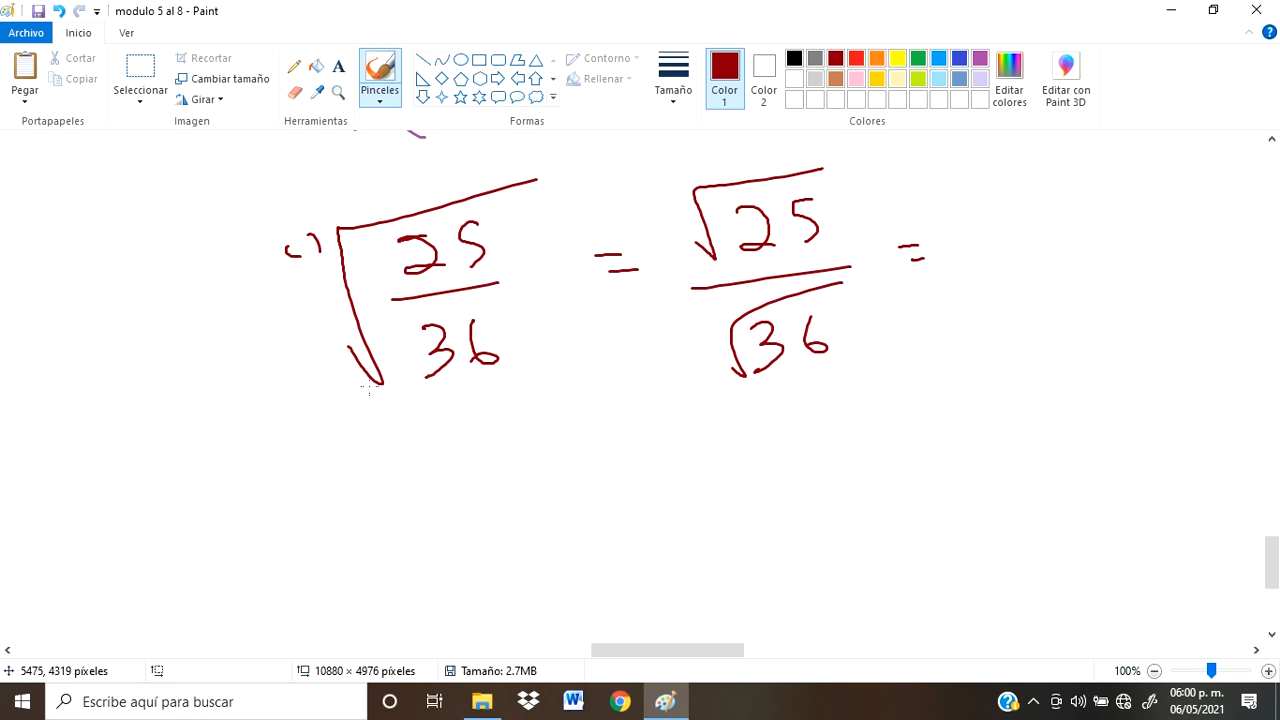 modulo 5 al 8 - Paint
Archivo Inicio Ver
Pegar
Cortar
Copiar
Portapapeles
Seleccionar
Recortar
Cambiar tamaño
Girar
Imagen
A
Herramientas
Pinceles
Formas
Contorno
Rellenar
Tamaño
Color 1
Color 2
Colores
Editar colores
Editar con Paint 3D
√25/36 = √25/√36 =
5475, 4319 píxeles
10880 × 4976 píxeles
Tamaño: 2.7MB
100%
Escribe aquí para buscar
06:00 p. m.
06/05/2021